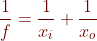 1/f = 1/x_i + 1/x_o